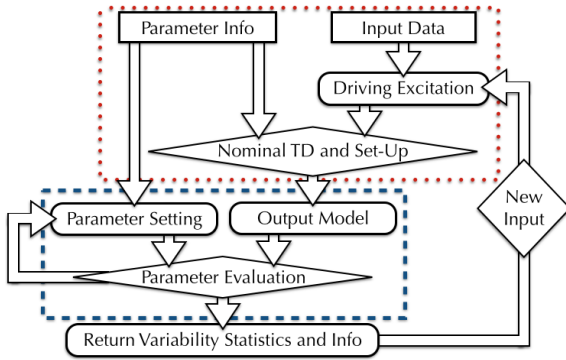 Parameter Info
Input Data
Driving Excitation
Nominal TD and Set-Up
New
Input
Parameter Setting
Output Model
Parameter Evaluation
Return Variability Statistics and Info